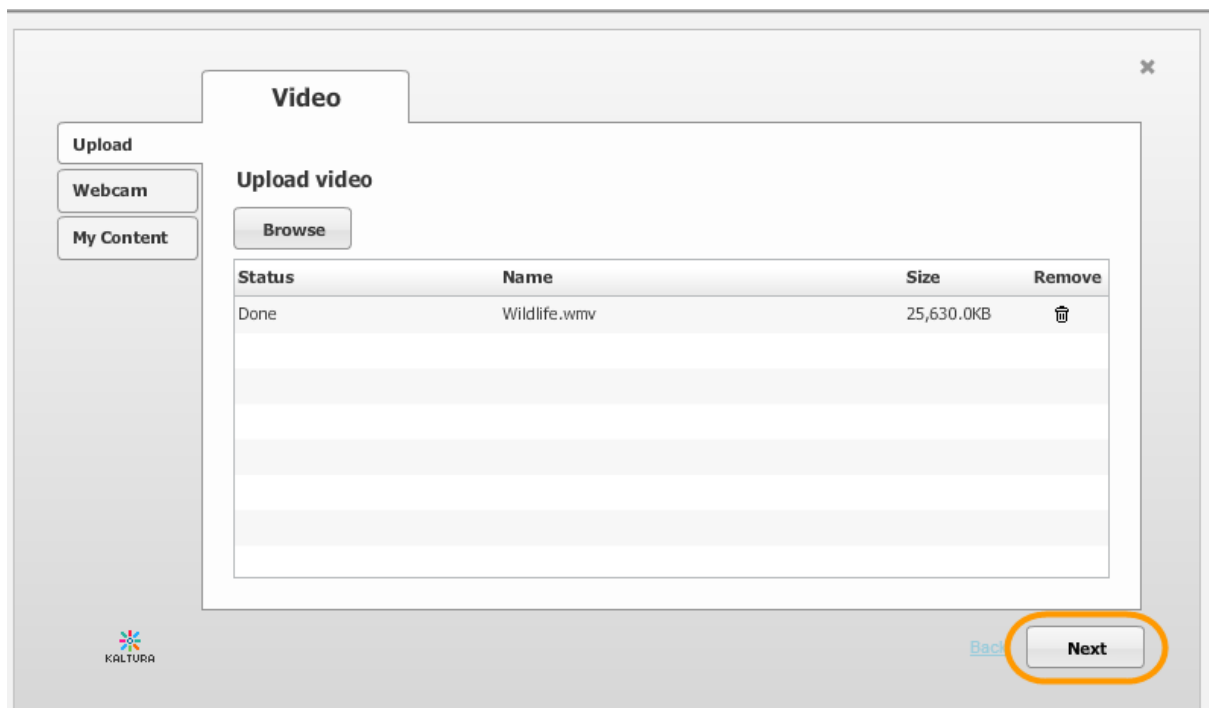 Video
Upload
Webcam
My Content
Upload video
Browse
Status Name Size Remove
Done Wildlife.wmv 25,630.0KB
KALTURA
Back Next